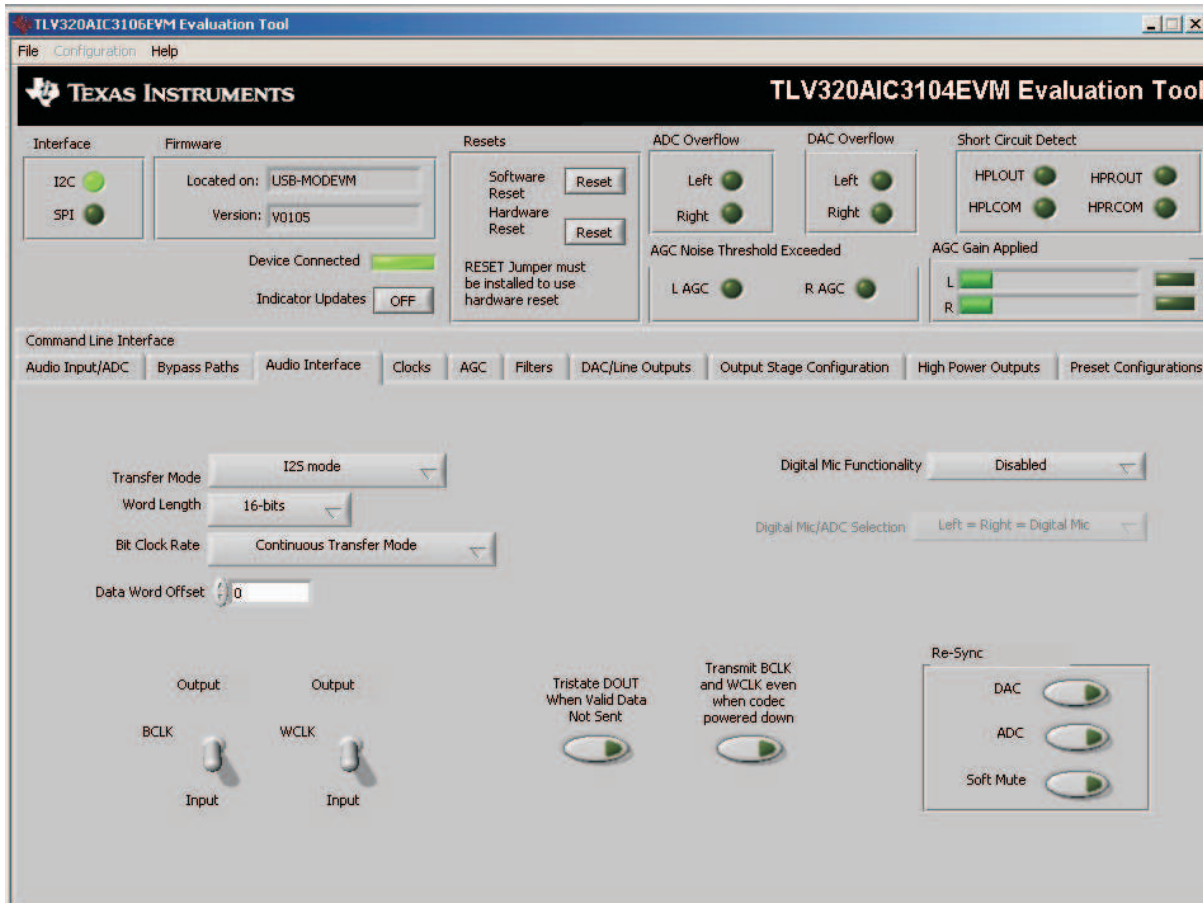 TLV320AIC3106EVM Evaluation Tool
File Configuration Help
TEXAS INSTRUMENTS
TLV320AIC3104EVM Evaluation Tool
Interface
I2C
SPI
Firmware
Located on: USB-MODEVM
Version: V0105
Device Connected
Indicator Updates OFF
Resets
Software Reset Reset
Hardware Reset Reset
RESET Jumper must
be installed to use
hardware reset
ADC Overflow
Left
Right
DAC Overflow
Left
Right
Short Circuit Detect
HPLOUT HPROUT
HPLCOM HPRCOM
AGC Noise Threshold Exceeded
L AGC R AGC
AGC Gain Applied
L
R
Command Line Interface
Audio Input/ADC Bypass Paths Audio Interface Clocks AGC Filters DAC/Line Outputs Output Stage Configuration High Power Outputs Preset Configurations
Transfer Mode I2S mode
Word Length 16-bits
Bit Clock Rate Continuous Transfer Mode
Data Word Offset 0
Digital Mic Functionality Disabled
Digital Mic/ADC Selection Left = Right = Digital Mic
Output
BCLK
Input
Output
WCLK
Input
Tristate DOUT
When Valid Data
Not Sent
Transmit BCLK
and WCLK even
when codec
powered down
Re-Sync
DAC
ADC
Soft Mute